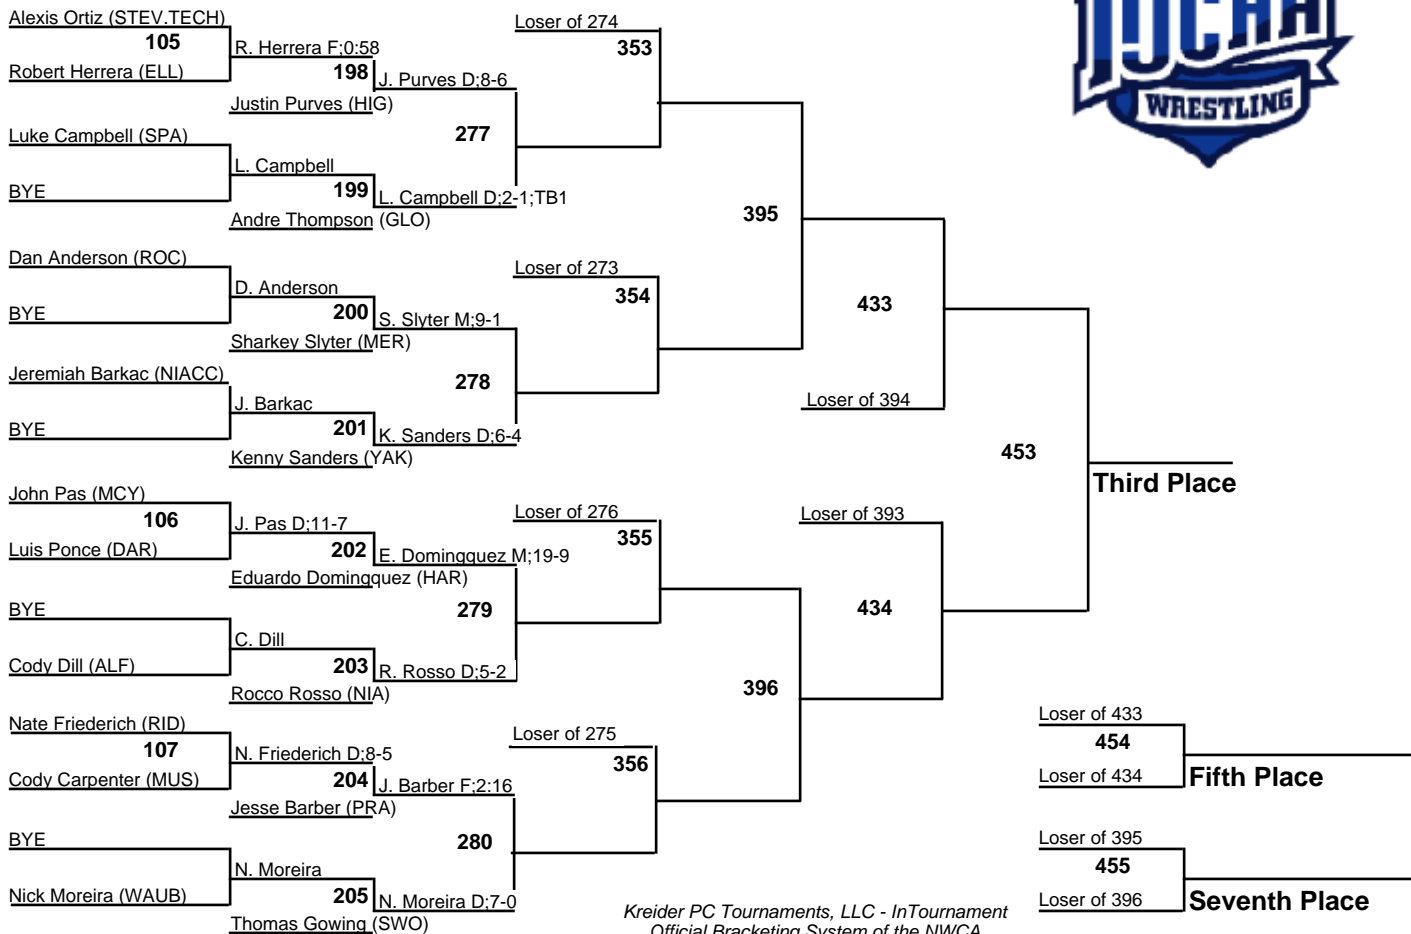 Alexis Ortiz (STEV.TECH)
105
Robert Herrera (ELL)
R. Herrera F;0:58
198
Justin Purves (HIG)
J. Purves D;8-6
277
Luke Campbell (SPA)
BYE
L. Campbell
199
Andre Thompson (GLO)
L. Campbell D;2-1;TB1
Dan Anderson (ROC)
BYE
D. Anderson
200
Sharkey Slyter (MER)
S. Slyter M;9-1
278
Jeremiah Barkac (NIACC)
BYE
J. Barkac
201
Kenny Sanders (YAK)
K. Sanders D;6-4
John Pas (MCY)
106
Luis Ponce (DAR)
J. Pas D;11-7
202
Eduardo Domingquez (HAR)
E. Domingquez M;19-9
279
BYE
Cody Dill (ALF)
C. Dill
203
Rocco Rosso (NIA)
R. Rosso D;5-2
Nate Friederich (RID)
107
Cody Carpenter (MUS)
N. Friederich D;8-5
204
Jesse Barber (PRA)
J. Barber F;2:16
280
BYE
Nick Moreira (WAUB)
N. Moreira
205
Thomas Gowing (SWO)
N. Moreira D;7-0
Loser of 274
353
Loser of 273
354
395
Loser of 276
355
Loser of 275
356
396
433
Loser of 394
Loser of 393
434
453
Third Place
Loser of 433
454
Loser of 434
Fifth Place
Loser of 395
455
Loser of 396
Seventh Place
NJCAA
WRESTLING
Kreider PC Tournaments, LLC - InTournament
Official Bracketing System of the NWCA